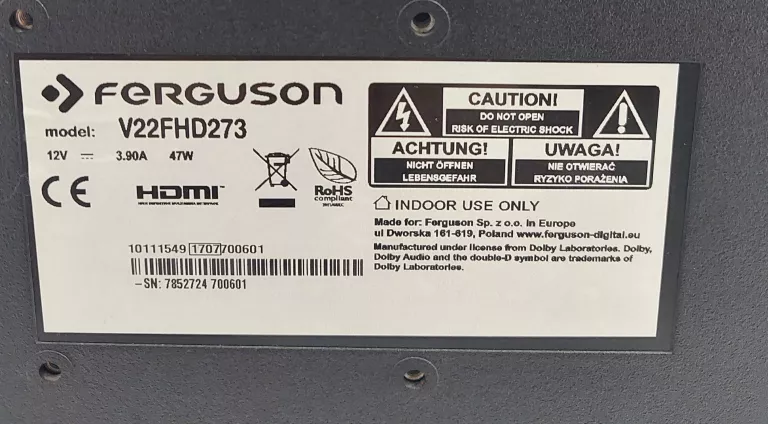 FERGUSON
model: V22FHD273
12V 3.90A 47W
CE HDMI RoHS
compliant
10111549 1707 700601
-SN: 7852724 700601
CAUTION!
DO NOT OPEN
RISK OF ELECTRIC SHOCK
ACHTUNG!
NICHT ÖFFNEN
LEBENSGEFAHR
UWAGA!
NIE OTWIERAĆ
RYZYKO PORAŻENIA
INDOOR USE ONLY
Made for: Ferguson Sp. z o.o. In Europe
ul Dworska 161-619, Poland www.ferguson-digital.eu
Manufactured under license from Dolby Laboratories. Dolby,
Dolby Audio and the double-D symbol are trademarks of
Dolby Laboratories.